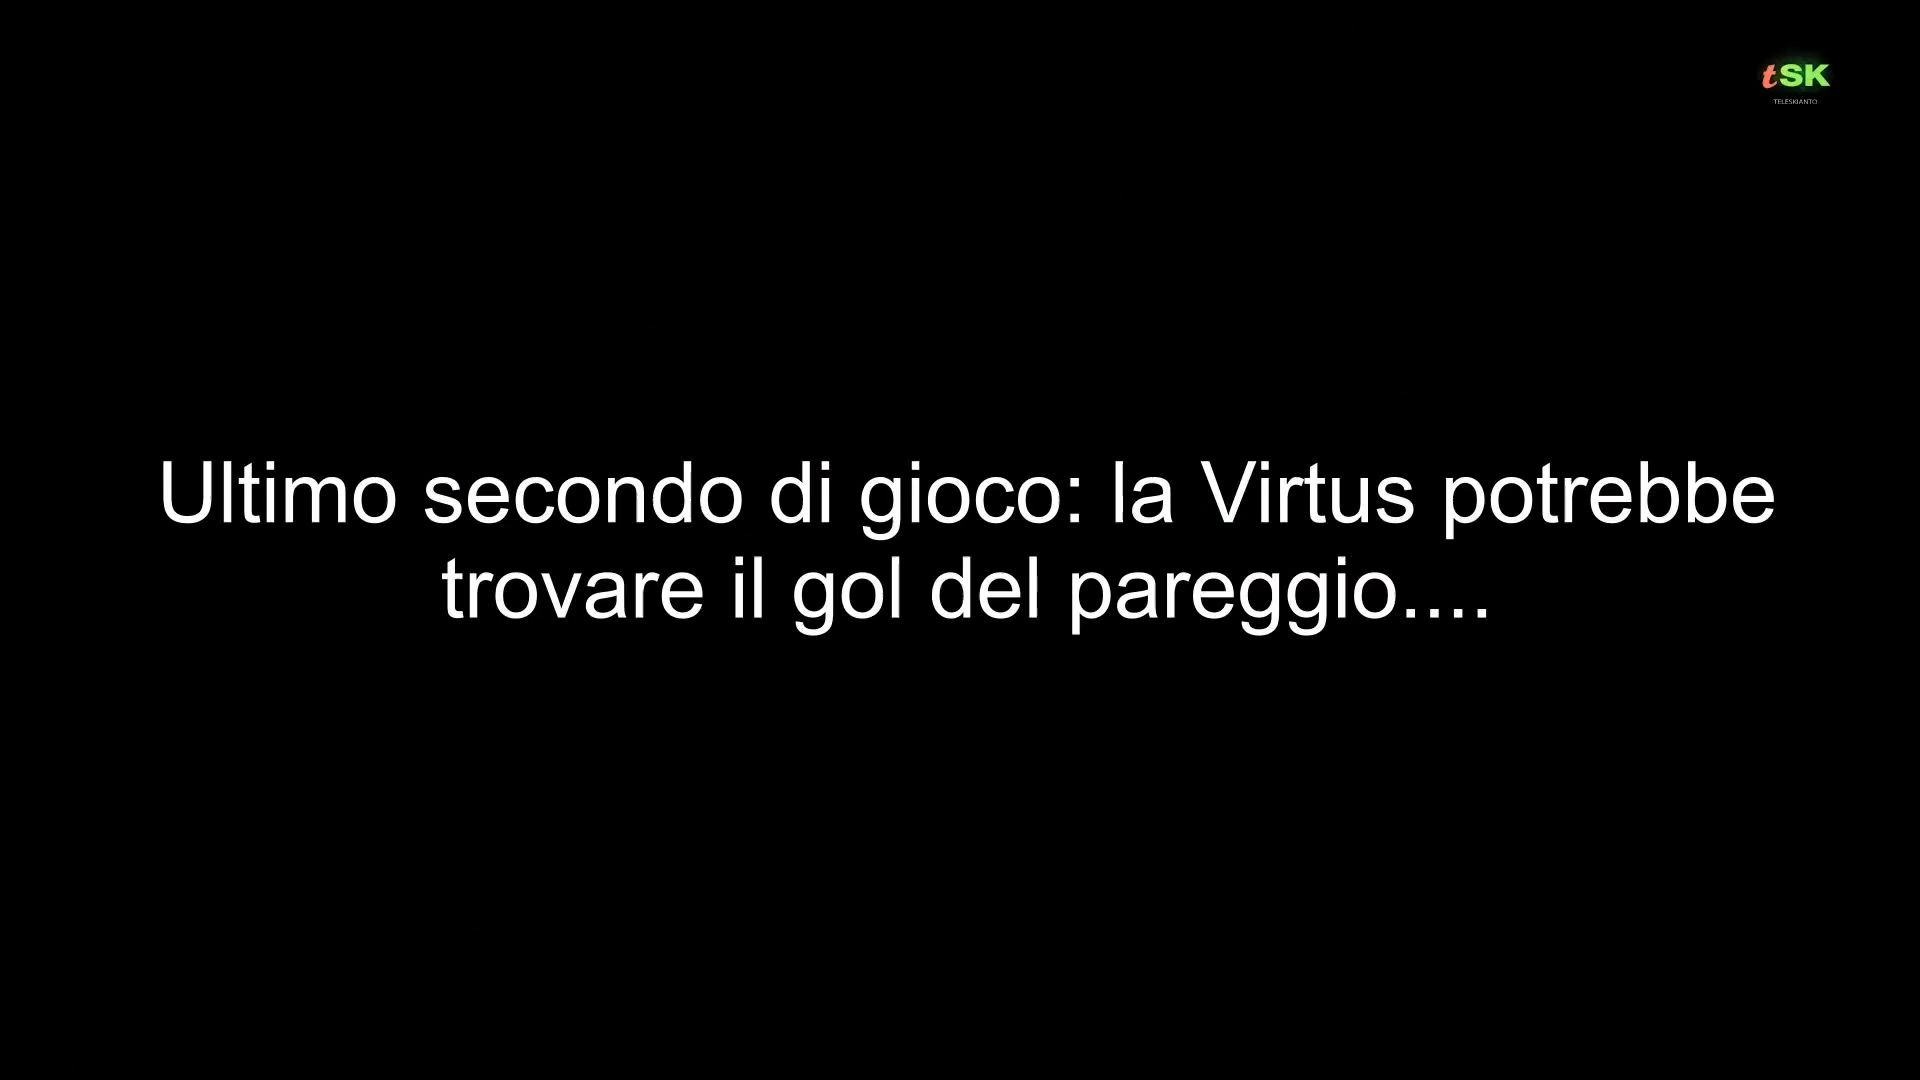 tSK
TELESKIANTO
Ultimo secondo di gioco: la Virtus potrebbe
trovare il gol del pareggio....